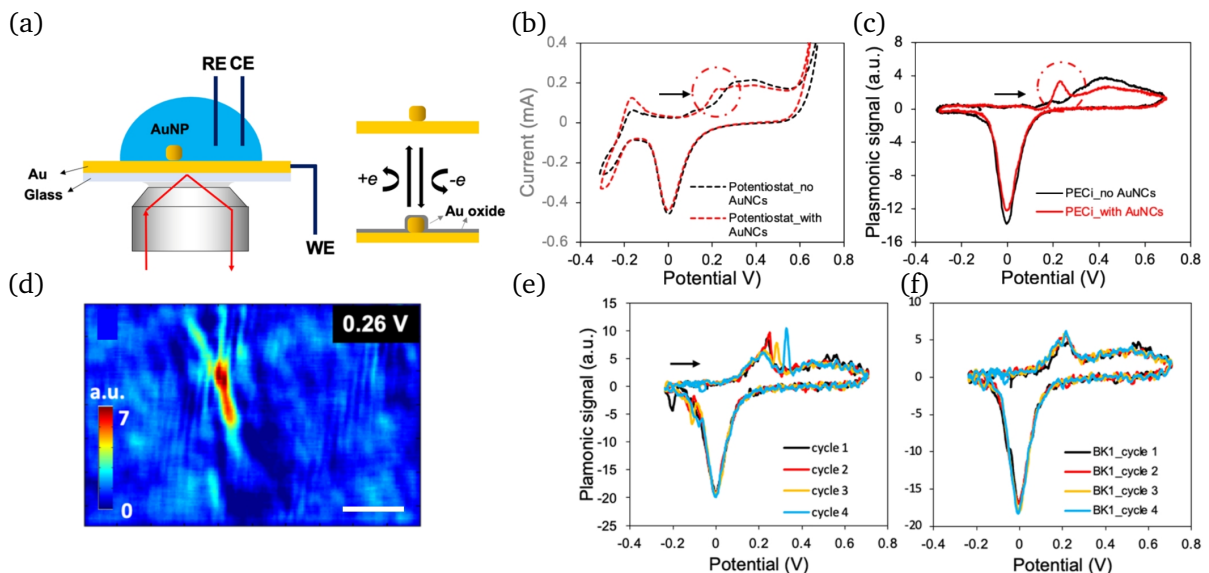 (a)
RE CE
AuNP
Au
Glass
WE
+e
-e
Au oxide
(b)
Current (mA)
0.4
0.2
0
-0.2
-0.4
-0.6
-0.4 -0.2 0 0.2 0.4 0.6 0.8
Potential V)
Potentiostat_no
AuNCs
Potentiostat_with
AuNCs
(c)
Plasmonic signal (a.u.)
8
4
0
-4
-8
-12
-16
-0.4 -0.2 0 0.2 0.4 0.6 0.8
Potential (V)
PECi_no AuNCs
PECi_with AuNCs
(d)
0.26 V
a.u.
7
0
(e)
Plamonic signal (a.u.)
15
10
5
0
-5
-10
-15
-20
-25
-0.4 -0.2 0 0.2 0.4 0.6 0.8
Potential (V)
cycle 1
cycle 2
cycle 3
cycle 4
(f)
10
5
0
-5
-10
-15
-20
-0.4 -0.2 0 0.2 0.4 0.6 0.8
Potential (V)
BK1_cycle 1
BK1_cycle 2
BK1_cycle 3
BK1_cycle 4